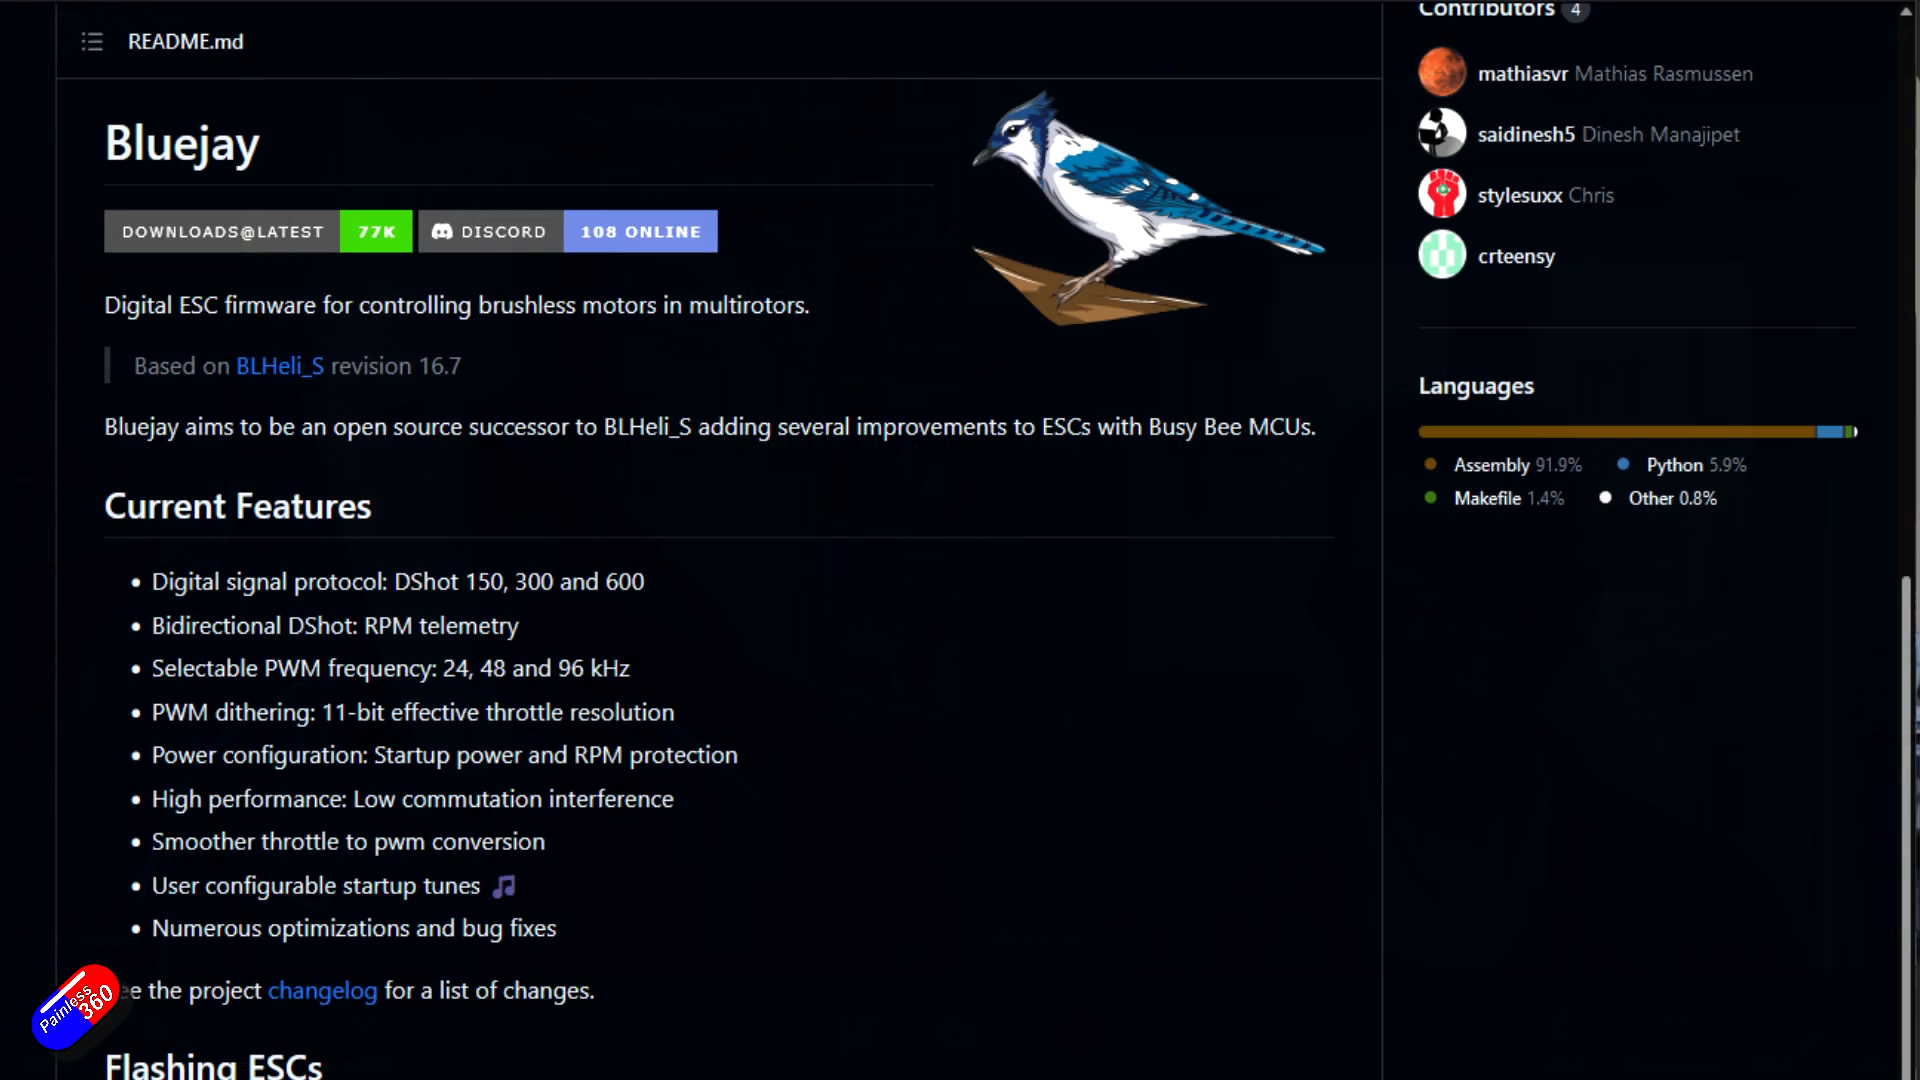 README.md
Bluejay
DOWNLOADS@LATEST 77K DISCORD 108 ONLINE
Digital ESC firmware for controlling brushless motors in multirotors.
Based on BLHeli_S revision 16.7
Bluejay aims to be an open source successor to BLHeli_S adding several improvements to ESCs with Busy Bee MCUs.
Current Features
• Digital signal protocol: DShot 150, 300 and 600
• Bidirectional DShot: RPM telemetry
• Selectable PWM frequency: 24, 48 and 96 kHz
• PWM dithering: 11-bit effective throttle resolution
• Power configuration: Startup power and RPM protection
• High performance: Low commutation interference
• Smoother throttle to pwm conversion
• User configurable startup tunes 🎵
• Numerous optimizations and bug fixes
the project changelog for a list of changes.
Flashing ESCs
Painless
360
Contributors 4
mathiasvr Mathias Rasmussen
saidinesh5 Dinesh Manajipet
stylesuxx Chris
crteensy
Languages
Assembly 91.9% Python 5.9%
Makefile 1.4% Other 0.8%